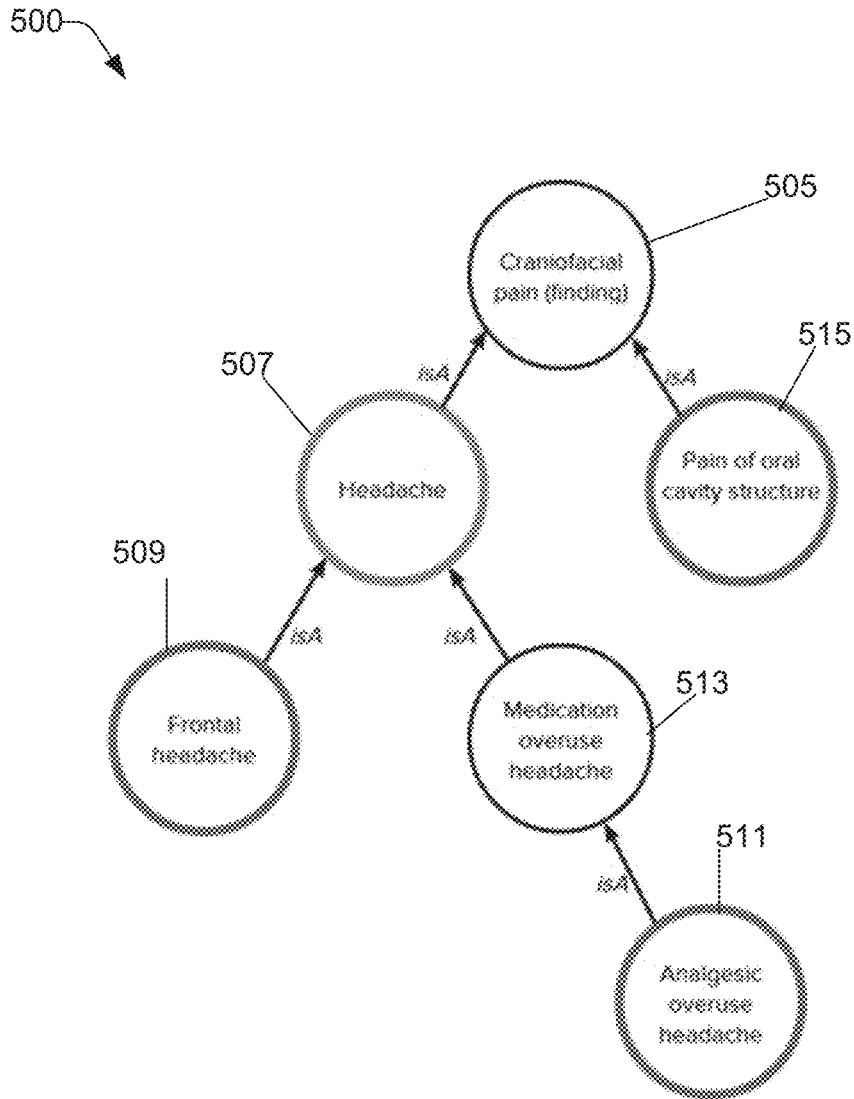 500
505
Craniofacial
pain (finding)
515
507
isA
isA
Headache
Pain of oral
cavity structure
509
isA
isA
513
Frontal
headache
Medication
overuse
headache
511
isA
Analgesic
overuse
headache